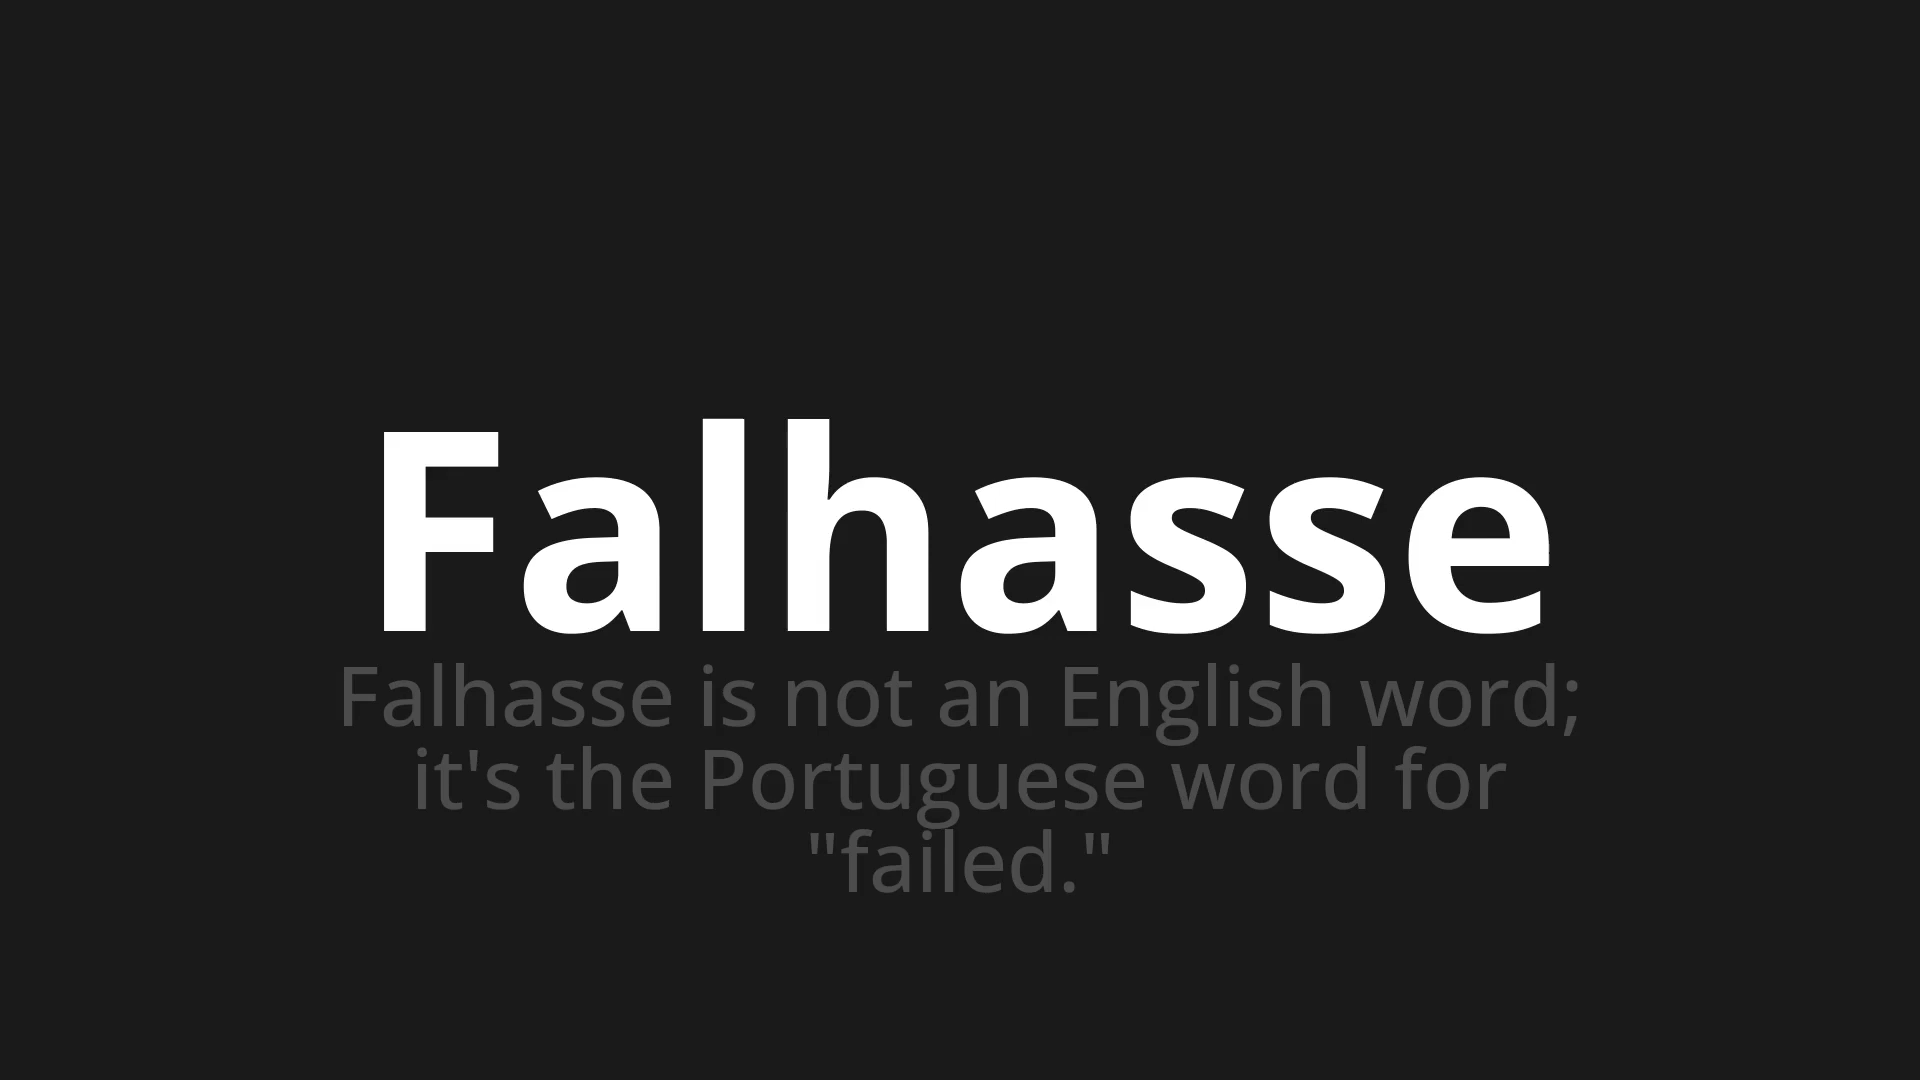 Falhasse
Falhasse is not an English word;
it's the Portuguese word for
"failed."